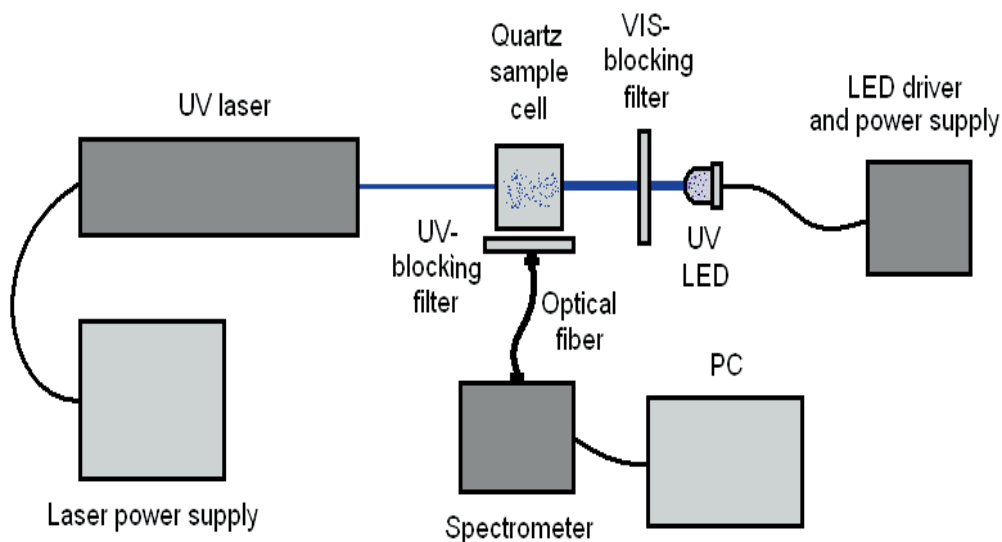 UV laser
Quartz
sample
cell
VIS-
blocking
filter
LED driver
and power supply
UV-
blocking
filter
UV
LED
Optical
fiber
PC
Laser power supply
Spectrometer